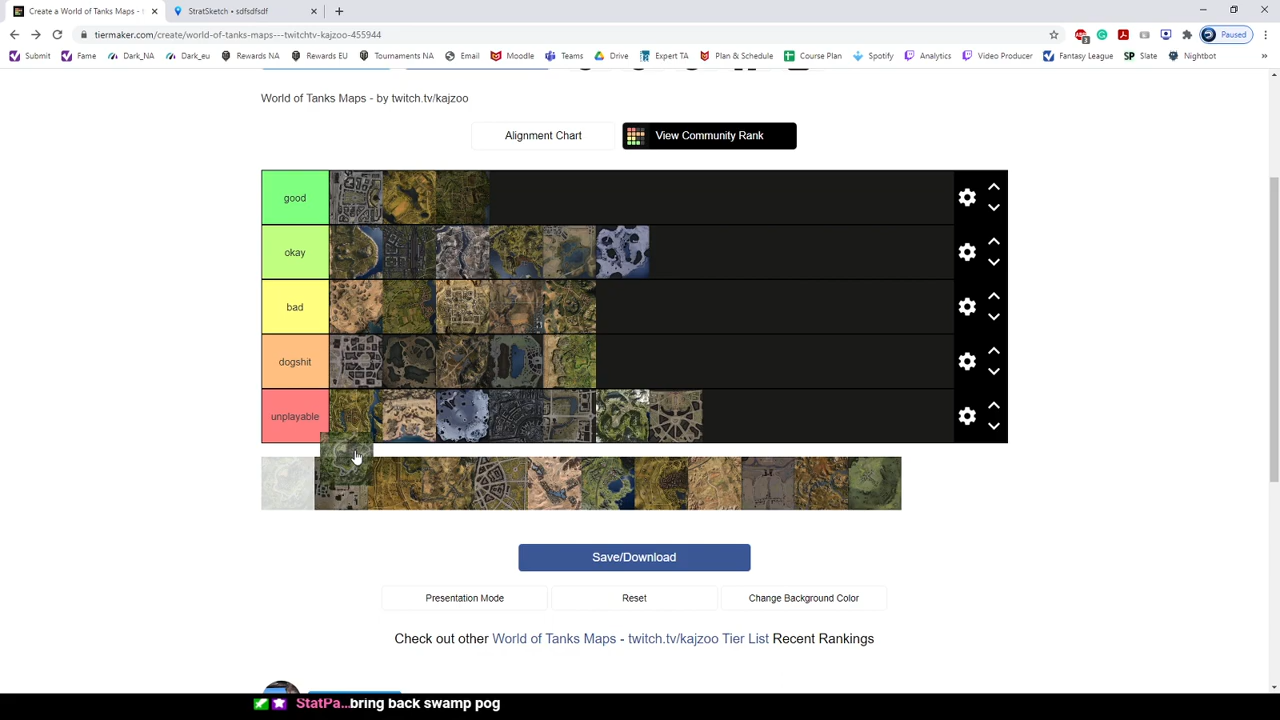 Create a World of Tanks Maps - t
StratSketch • sdfsdfsdf
tiermaker.com/create/world-of-tanks-maps---twitchtv-kajzoo-455944
Paused
Submit
Fame
Dark_NA
Dark_eu
Rewards NA
Rewards EU
Tournaments NA
Email
Moodle
Teams
Drive
Expert TA
Plan & Schedule
Course Plan
Spotify
Analytics
Video Producer
Fantasy League
SP Slate
Nightbot
World of Tanks Maps - by twitch.tv/kajzoo
Alignment Chart
View Community Rank
good
okay
bad
dogshit
unplayable
Save/Download
Presentation Mode
Reset
Change Background Color
Check out other World of Tanks Maps - twitch.tv/kajzoo Tier List Recent Rankings
StatPa...bring back swamp pog